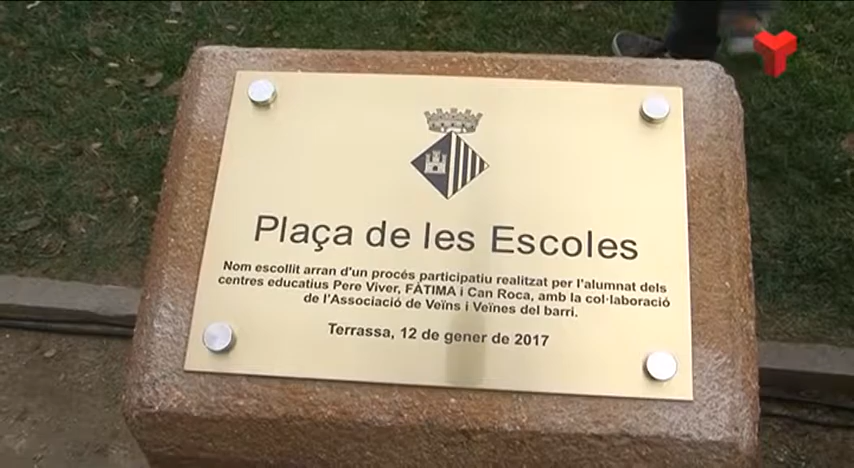 Plaça de les Escoles
Nom escollit arran d'un procés participatiu realitzat per l'alumnat dels
centres educatius Pere Viver, FÀTIMA i Can Roca, amb la col·laboració
de l'Associació de Veïns i Veïnes del barri.
Terrassa, 12 de gener de 2017